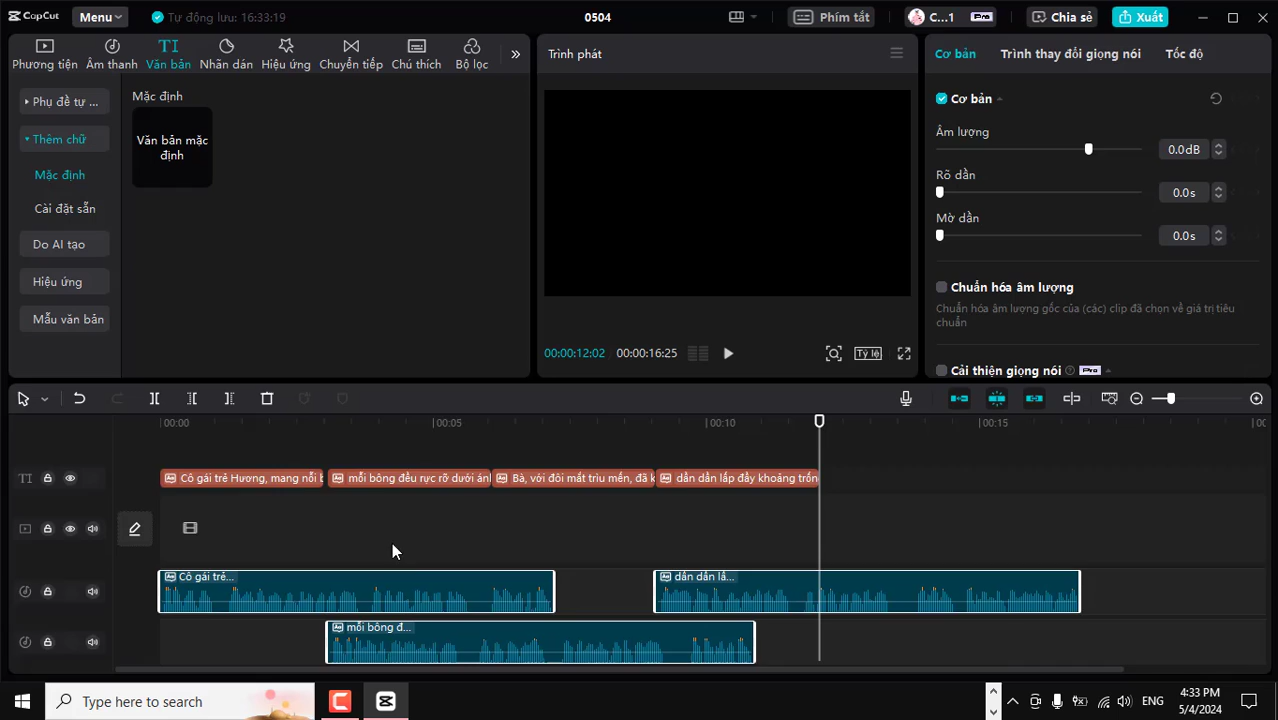 CapCut
Menu
Tự động lưu: 16:33:19
0504
Phím tắt
C...1
Pro
Chia sẻ
Xuất
Phương tiện
Âm thanh
Văn bản
Nhãn dán
Hiệu ứng
Chuyển tiếp
Chú thích
Bộ lọc
Phụ đề tự ...
Thêm chữ
Mặc định
Cài đặt sẵn
Do AI tạo
Hiệu ứng
Mẫu văn bản
Mặc định
Văn bản mặc
định
Trình phát
00:00:12:02
00:00:16:25
Tỷ lệ
Cơ bản
Trình thay đổi giọng nói
Tốc độ
Cơ bản
Âm lượng
0.0dB
Rõ dần
0.0s
Mờ dần
0.0s
Chuẩn hóa âm lượng
Chuẩn hóa âm lượng gốc của (các) clip đã chọn về giá trị tiêu
chuẩn
Cải thiện giọng nói
Pro
00:00
00:05
00:10
00:15
00
TI
Cô gái trẻ Hương, mang nỗi
mỗi bông đều rực rỡ dưới án
Bà, với đôi mắt trìu mến, đã k
dần dần lấp đầy khoảng trốn
Cô gái trẻ...
dần dần lấ...
mỗi bông đ...
Type here to search
ENG
4:33 PM
5/4/2024